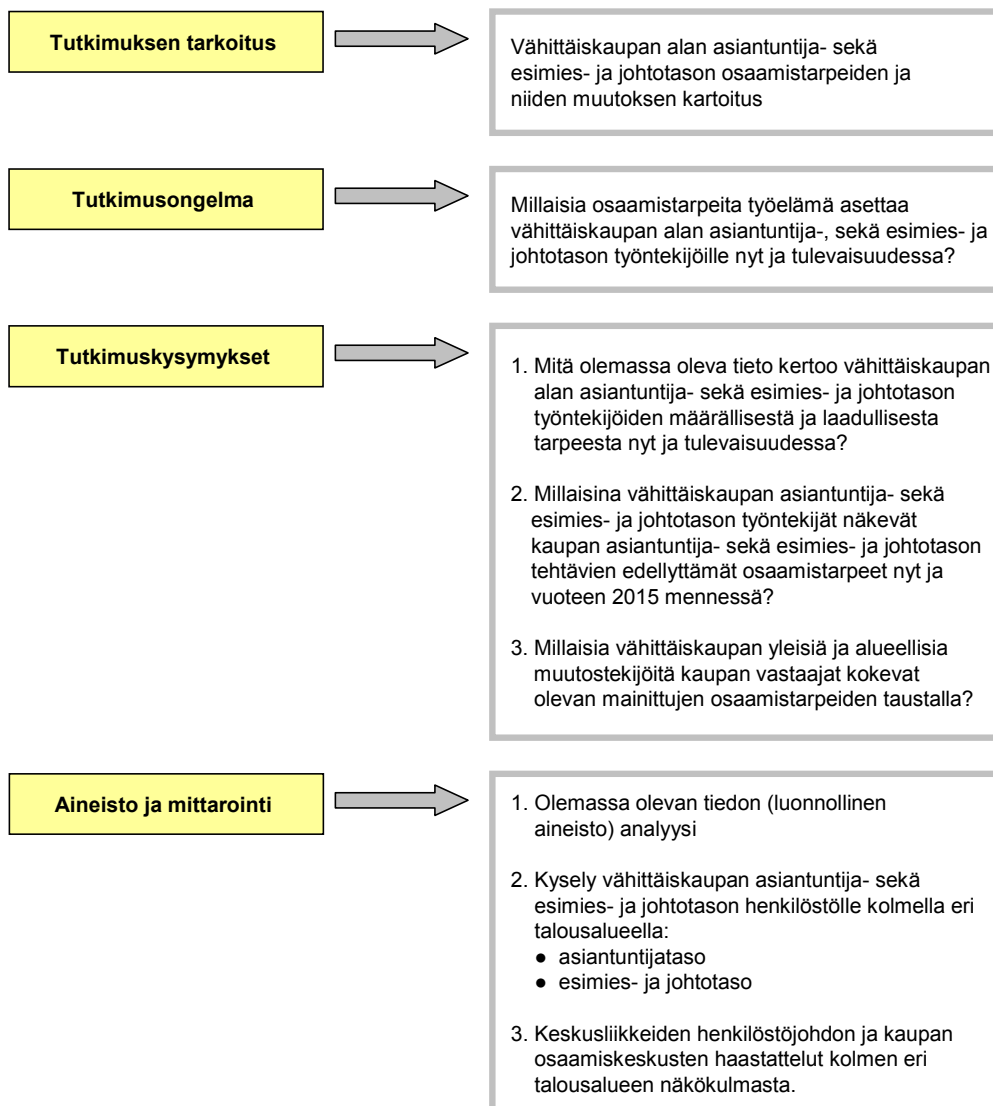 Tutkimuksen tarkoitus
Vähittäiskaupan alan asiantuntija- sekä
esimies- ja johtotason osaamistarpeiden ja
niiden muutoksen kartoitus
Tutkimusongelma
Millaisia osaamistarpeita työelämä asettaa
vähittäiskaupan alan asiantuntija-, sekä esimies- ja
johtotason työntekijöille nyt ja tulevaisuudessa?
Tutkimuskysymykset
1. Mitä olemassa oleva tieto kertoo vähittäiskaupan
alan asiantuntija- sekä esimies- ja johtotason
työntekijöiden määrällisestä ja laadullisesta
tarpeesta nyt ja tulevaisuudessa?
2. Millaisina vähittäiskaupan asiantuntija- sekä
esimies- ja johtotason työntekijät näkevät
kaupan asiantuntija- sekä esimies- ja johtotason
tehtävien edellyttämät osaamistarpeet nyt ja
vuoteen 2015 mennessä?
3. Millaisia vähittäiskaupan yleisiä ja alueellisia
muutostekijöitä kaupan vastaajat kokevat
olevan mainittujen osaamistarpeiden taustalla?
Aineisto ja mittarointi
1. Olemassa olevan tiedon (luonnollinen
aineisto) analyysi
2. Kysely vähittäiskaupan asiantuntija- sekä
esimies- ja johtotason henkilöstölle kolmella eri
talousalueella:
● asiantuntijataso
● esimies- ja johtotaso
3. Keskusliikkeiden henkilöstöjohdon ja kaupan
osaamiskeskusten haastattelut kolmen eri
talousalueen näkökulmasta.